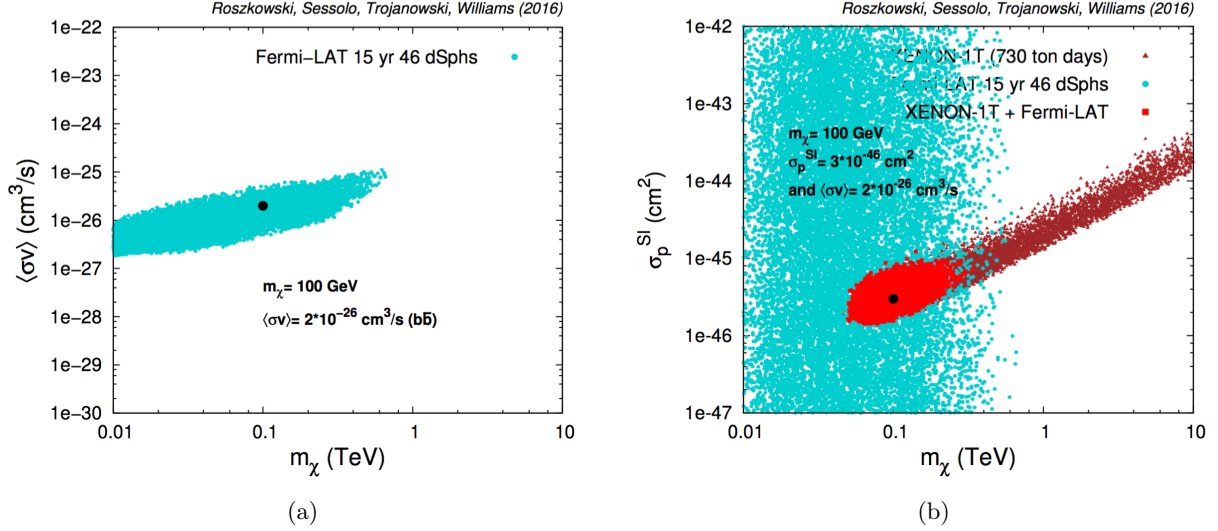 Roszkowski, Sessolo, Trojanowski, Williams (2016)
Fermi−LAT 15 yr 46 dSphs
1e−22
1e−23
1e−24
1e−25
1e−26
1e−27
1e−28
1e−29
1e−30
⟨σv⟩ (cm³/s)
mχ= 100 GeV
⟨σv⟩= 2*10⁻²⁶ cm³/s (bb̄)
0.01 0.1 1 10
mχ (TeV)
(a)
Roszkowski, Sessolo, Trojanowski, Williams (2016)
XENON-1T (730 ton days)
Fermi-LAT 15 yr 46 dSphs
XENON-1T + Fermi-LAT
1e-42
1e-43
1e-44
1e-45
1e-46
1e-47
σₚˢᴵ (cm²)
mχ= 100 GeV
σₚˢᴵ= 3*10⁻⁴⁶ cm²
and ⟨σv⟩= 2*10⁻²⁶ cm³/s
0.01 0.1 1 10
mχ (TeV)
(b)